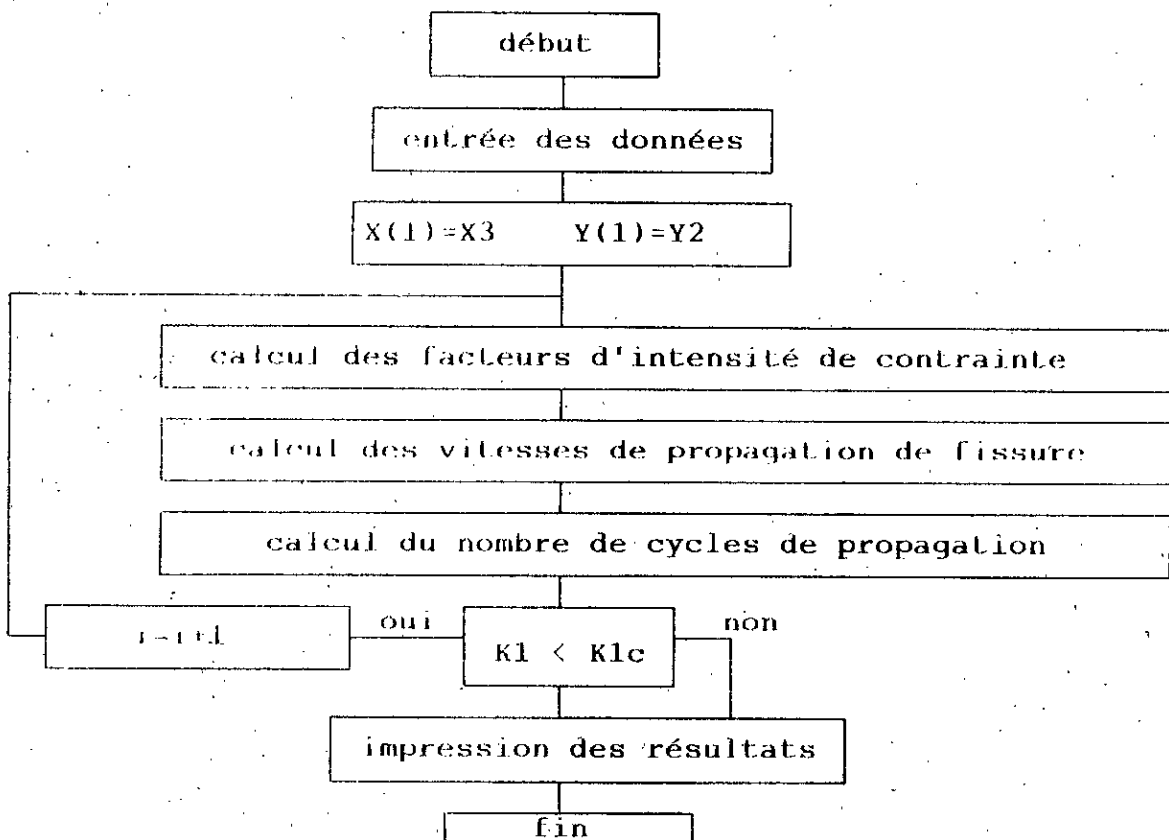 début
entrée des données
X(1)=X3 Y(1)=Y2
calcul des facteurs d'intensité de contrainte
calcul des vitesses de propagation de fissure
calcul du nombre de cycles de propagation
i=i+1
oui
K1 < K1c
non
impression des résultats
fin